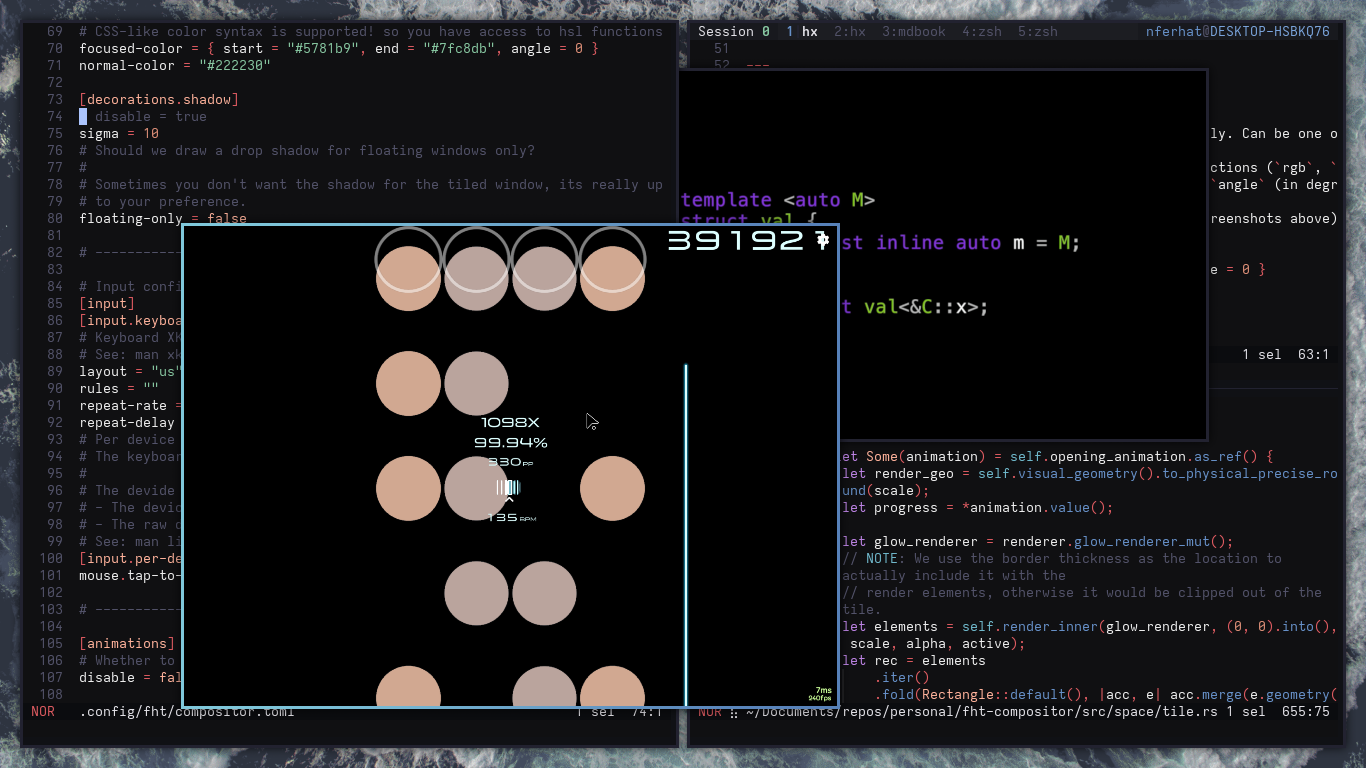 69 # CSS-like color syntax is supported! so you have access to hsl functions
70 focused-color = { start = "#5781b9", end = "#7fc8db", angle = 0 }
71 normal-color = "#222230"
72
73 [decorations.shadow]
74 disable = true
75 sigma = 10
76 # Should we draw a drop shadow for floating windows only?
77 #
78 # Sometimes you don't want the shadow for the tiled window, its really up
79 # to your preference.
80 floating-only = false
81
82 # -----------
83
84 # Input confi
85 [input]
86 [input.keyboa
87 # Keyboard XK
88 # See: man xk
89 layout = "us"
90 rules = ""
91 repeat-rate =
92 repeat-delay
93 # Per device
94 # The keyboar
95 #
96 # The devide
97 # - The devic
98 # - The raw d
99 # See: man li
100 [input.per-de
101 mouse.tap-to-
102
103 # -----------
104
105 [animations]
106 # Whether to
107 disable = fal
108
NOR .config/fht/compositor.toml 1 sel 74:1
Session 0 1 hx 2:hx 3:mdbook 4:zsh 5:zsh nferhat@DESKTOP-HSBKQ76
51
52 ---
ly. Can be one o
ctions (`rgb`, `
`angle` (in degr
reenshots above)
e = 0 }
1 sel 63:1
template <auto M>
struct val {
st inline auto m = M;
t val<&C::x>;
391921
1098X
99.94%
330PP
135BPM
7ms
940fps
et Some(animation) = self.opening_animation.as_ref() {
let render_geo = self.visual_geometry().to_physical_precise_ro
und(scale);
let progress = *animation.value();
let glow_renderer = renderer.glow_renderer_mut();
// NOTE: We use the border thickness as the location to
actually include it with the
// render elements, otherwise it would be clipped out of the
tile.
let elements = self.render_inner(glow_renderer, (0, 0).into(),
scale, alpha, active);
let rec = elements
.iter()
.fold(Rectangle::default(), |acc, e| acc.merge(e.geometry(
NOR ~/Documents/repos/personal/fht-compositor/src/space/tile.rs 1 sel 655:75